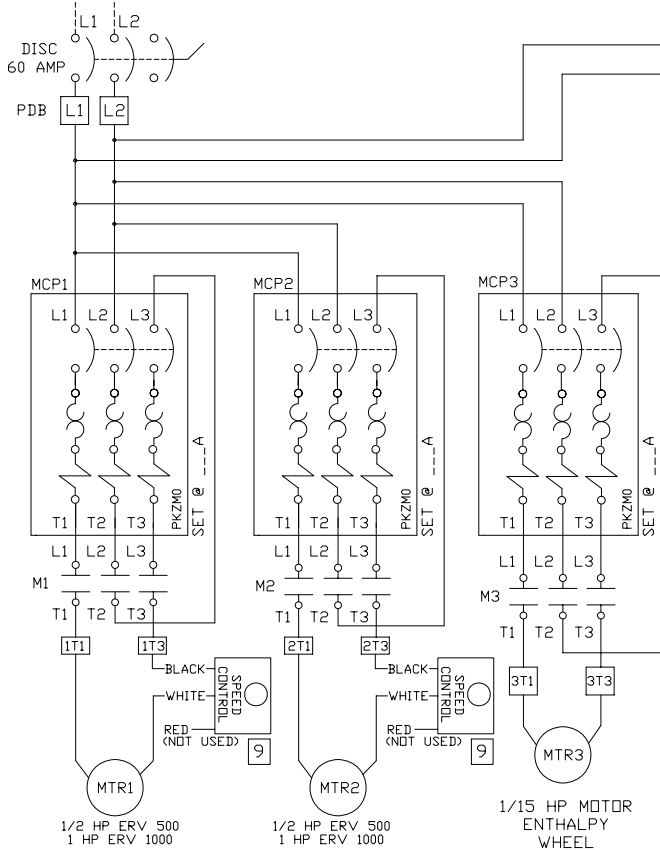 L1 L2
DISC
60 AMP
PDB L1 L2
MCP1 MCP2 MCP3
L1 L2 L3 L1 L2 L3 L1 L2 L3
PKZM0 SET @ ___A PKZM0 SET @ ___A PKZM0 SET @ ___A
T1 T2 T3 T1 T2 T3 T1 T2 T3
L1 L2 L3 L1 L2 L3 L1 L2 L3
M1 M2 M3
T1 T2 T3 T1 T2 T3 T1 T2 T3
1T1 1T3 2T1 2T3 3T1 3T3
BLACK BLACK
WHITE WHITE
SPEED CONTROL SPEED CONTROL
RED RED
(NOT USED) (NOT USED)
9 9
MTR1 MTR2 MTR3
1/2 HP ERV 500
1 HP ERV 1000
1/2 HP ERV 500
1 HP ERV 1000
1/15 HP MOTOR
ENTHALPY
WHEEL